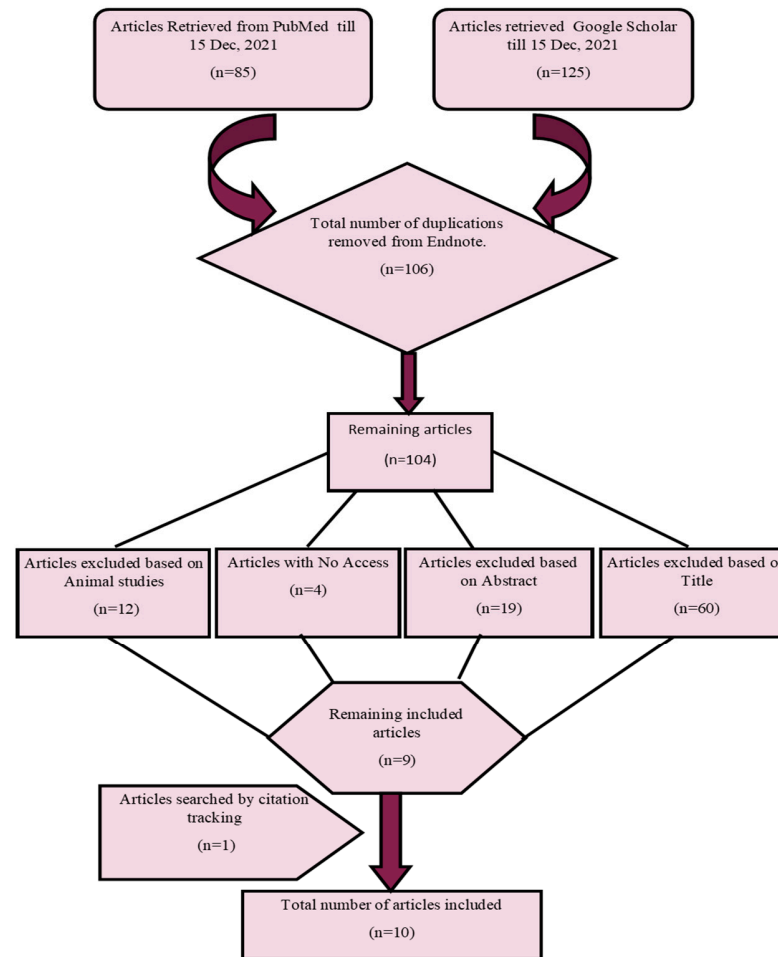 Articles Retrieved from PubMed till
15 Dec, 2021
(n=85)
Articles retrieved Google Scholar
till 15 Dec, 2021
(n=125)
Total number of duplications
removed from Endnote.
(n=106)
Remaining articles
(n=104)
Articles excluded based on
Animal studies
(n=12)
Articles with No Access
(n=4)
Articles excluded based
on Abstract
(n=19)
Articles excluded based o
Title
(n=60)
Remaining included
articles
(n=9)
Articles searched by citation
tracking
(n=1)
Total number of articles included
(n=10)